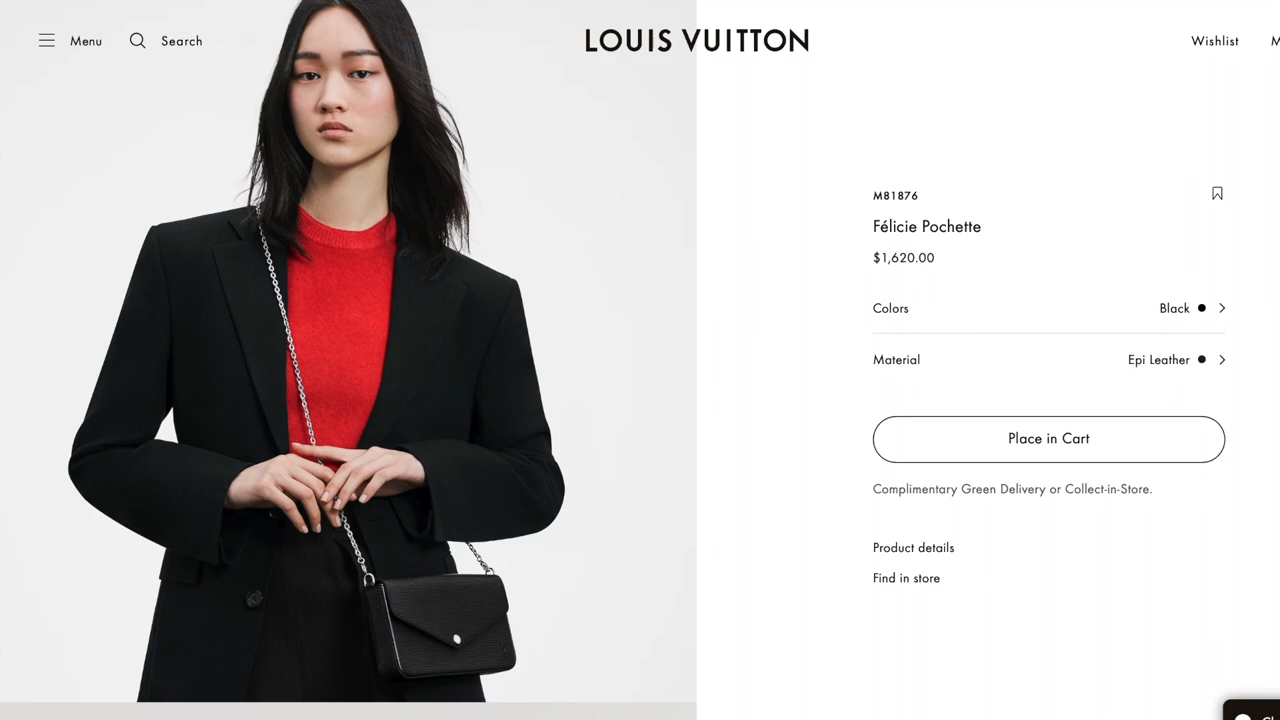 Menu
Search
LOUIS VUITTON
Wishlist
M81876
Félicie Pochette
$1,620.00
Colors
Black
Material
Epi Leather
Place in Cart
Complimentary Green Delivery or Collect-in-Store.
Product details
Find in store